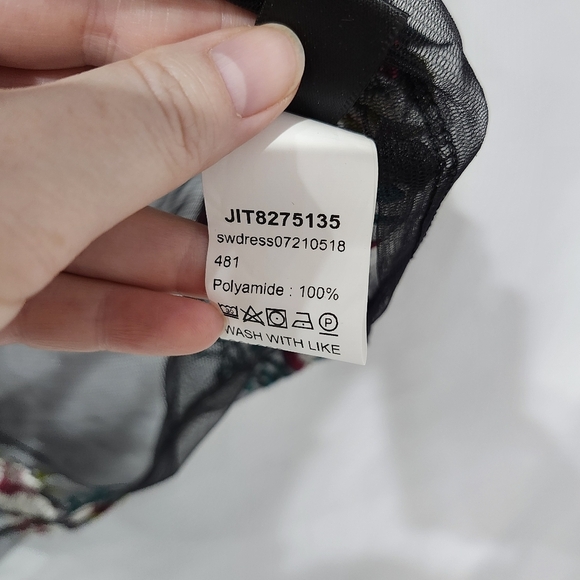 JIT8275135
swdress07210518
481
Polyamide : 100%
P
WASH WITH LIKE